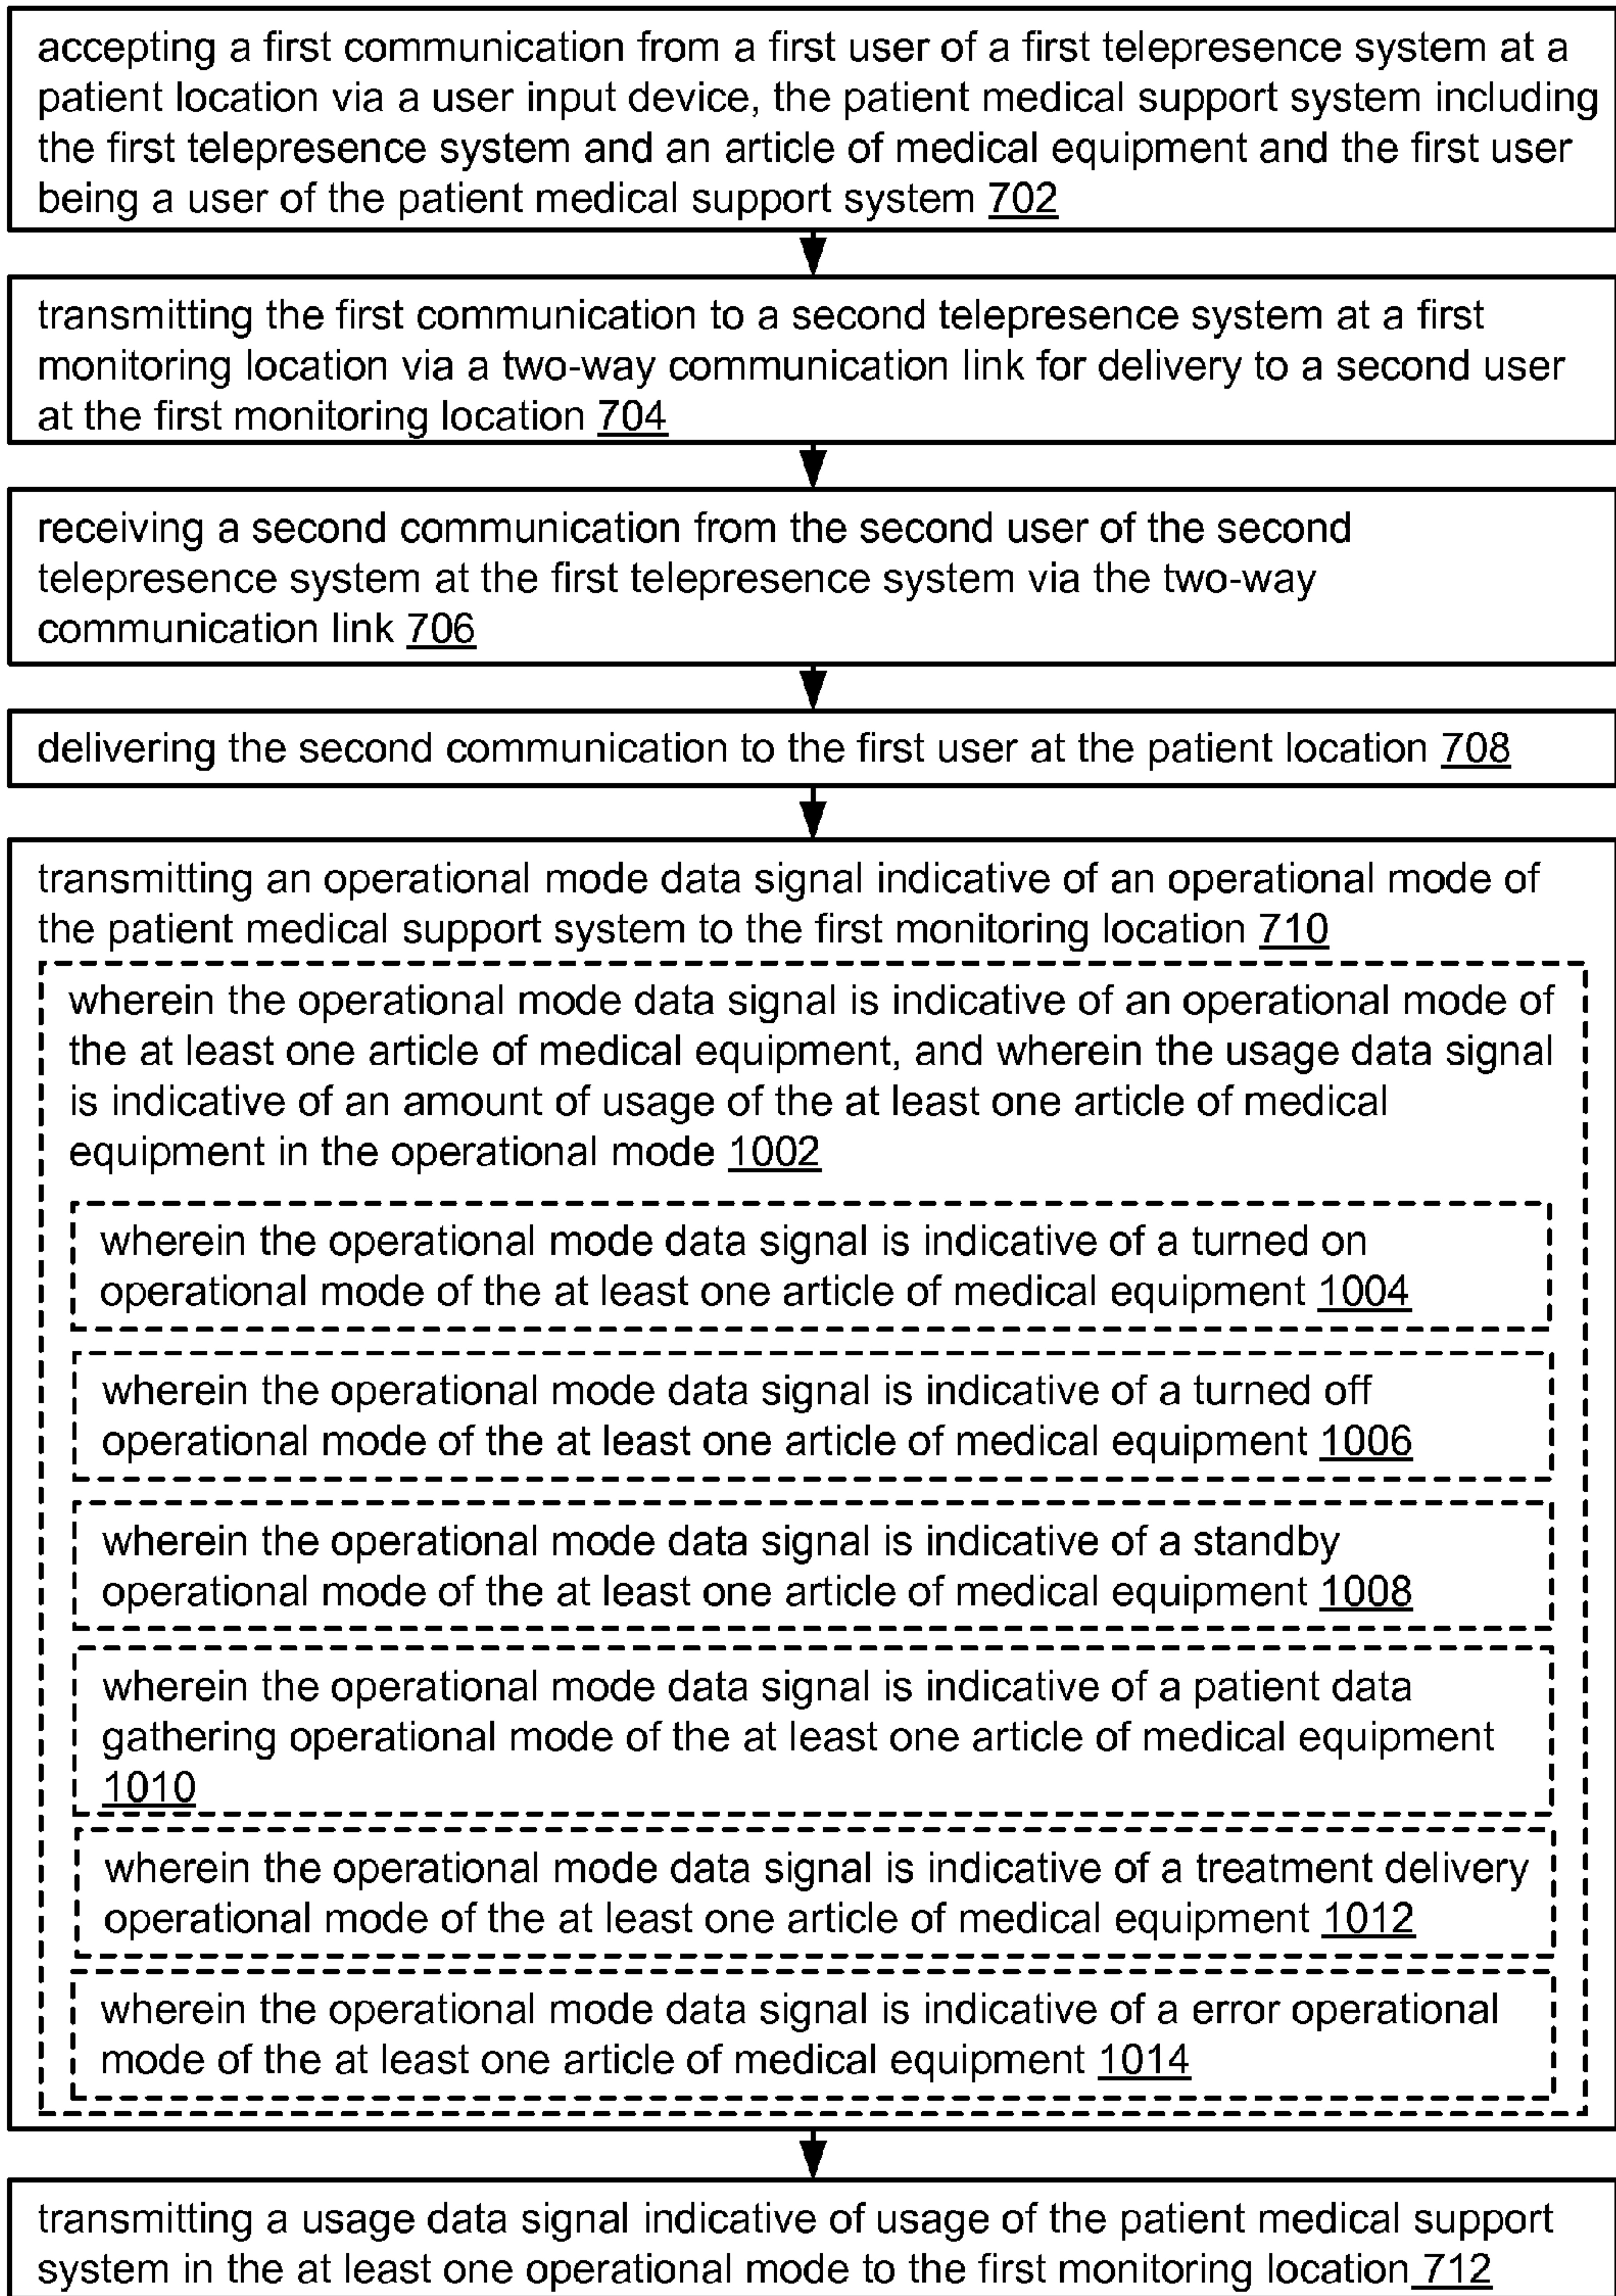 accepting a first communication from a first user of a first telepresence system at a
patient location via a user input device, the patient medical support system including
the first telepresence system and an article of medical equipment and the first user
being a user of the patient medical support system 702
transmitting the first communication to a second telepresence system at a first
monitoring location via a two-way communication link for delivery to a second user
at the first monitoring location 704
receiving a second communication from the second user of the second
telepresence system at the first telepresence system via the two-way
communication link 706
delivering the second communication to the first user at the patient location 708
transmitting an operational mode data signal indicative of an operational mode of
the patient medical support system to the first monitoring location 710
wherein the operational mode data signal is indicative of an operational mode of
the at least one article of medical equipment, and wherein the usage data signal
is indicative of an amount of usage of the at least one article of medical
equipment in the operational mode 1002
wherein the operational mode data signal is indicative of a turned on
operational mode of the at least one article of medical equipment 1004
wherein the operational mode data signal is indicative of a turned off
operational mode of the at least one article of medical equipment 1006
wherein the operational mode data signal is indicative of a standby
operational mode of the at least one article of medical equipment 1008
wherein the operational mode data signal is indicative of a patient data
gathering operational mode of the at least one article of medical equipment
1010
wherein the operational mode data signal is indicative of a treatment delivery
operational mode of the at least one article of medical equipment 1012
wherein the operational mode data signal is indicative of a error operational
mode of the at least one article of medical equipment 1014
transmitting a usage data signal indicative of usage of the patient medical support
system in the at least one operational mode to the first monitoring location 712